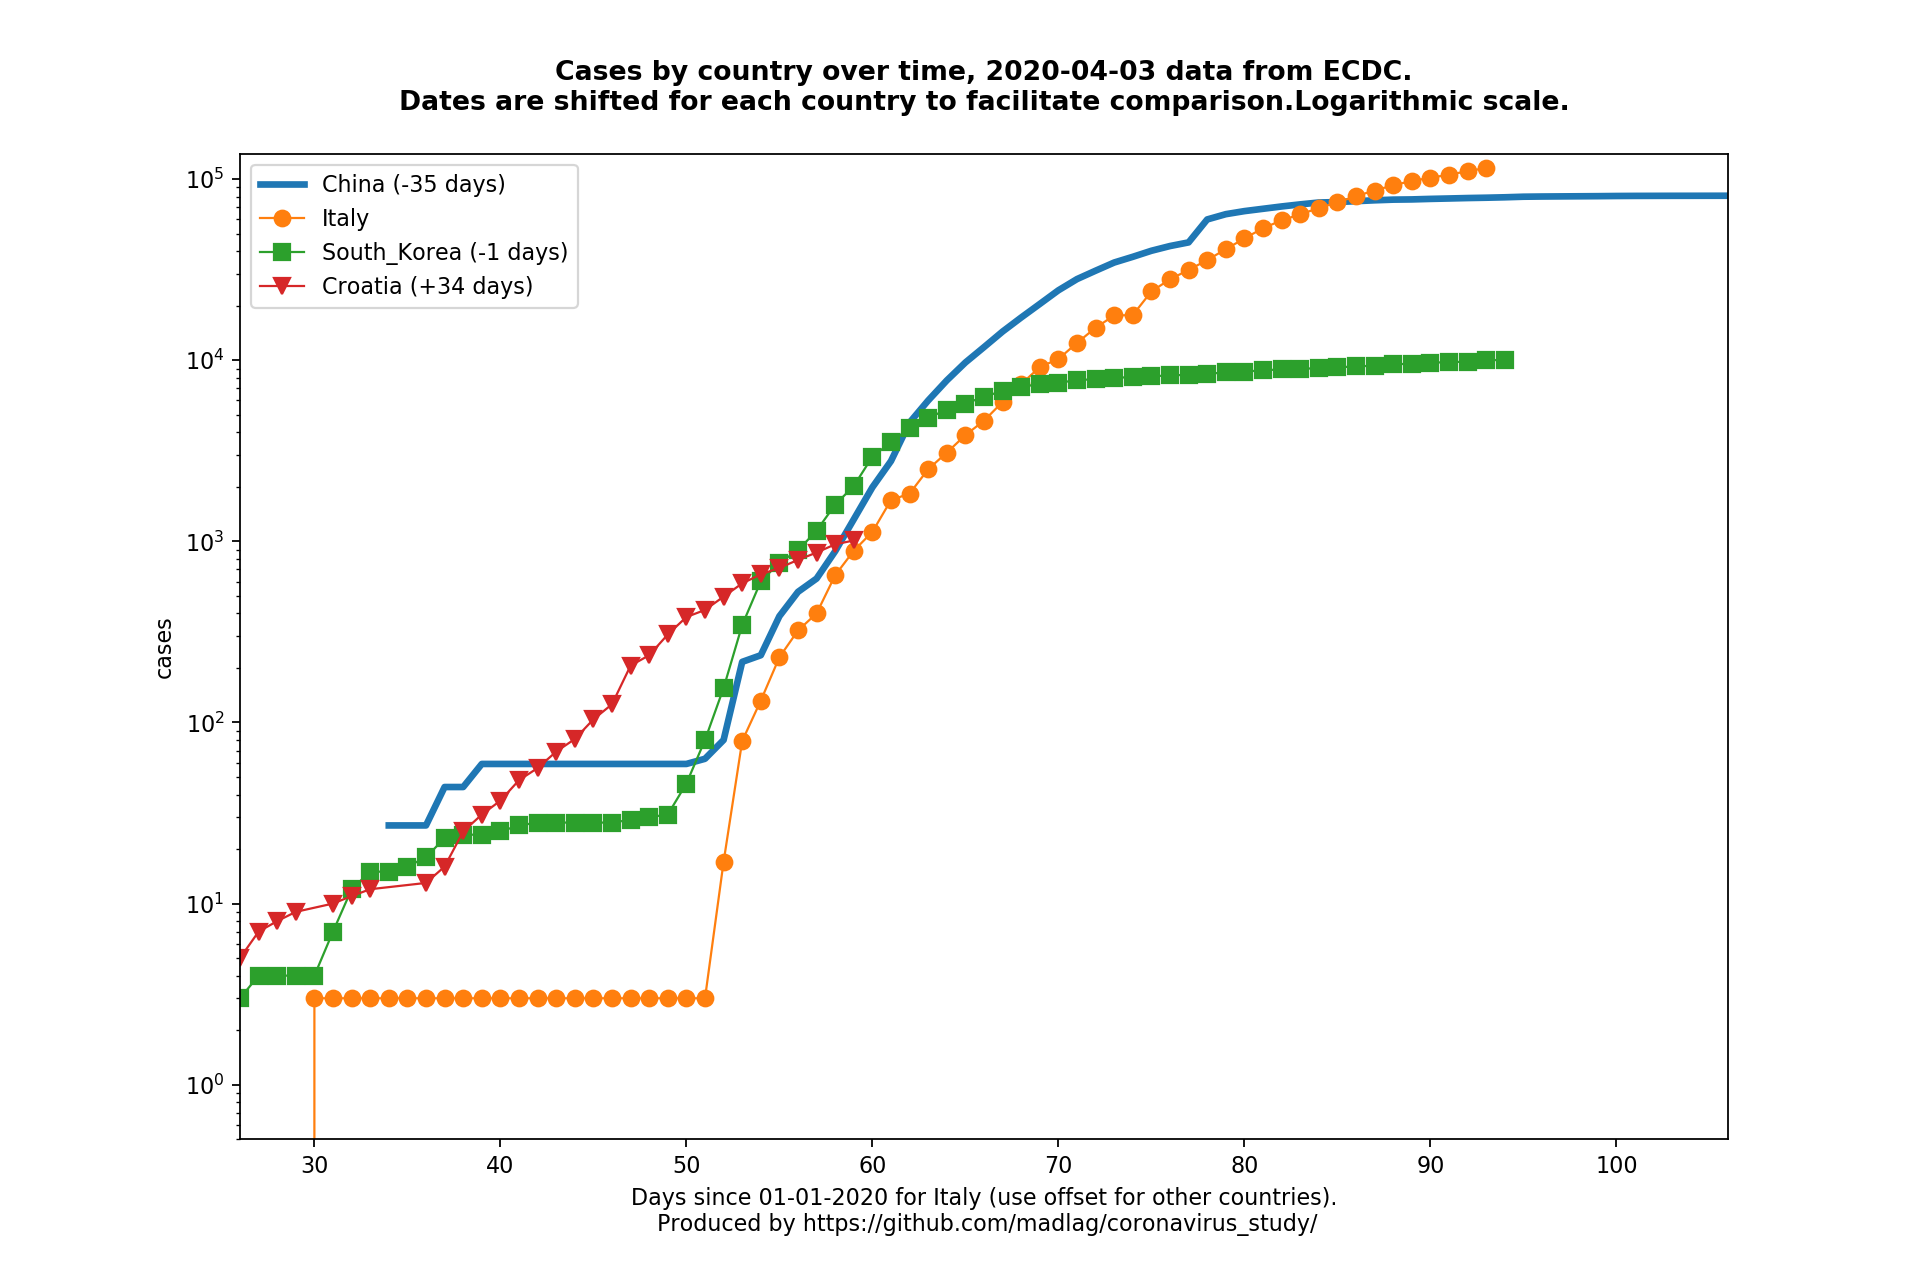 Cases by country over time, 2020-04-03 data from ECDC.
Dates are shifted for each country to facilitate comparison.Logarithmic scale.
China (-35 days)
Italy
South_Korea (-1 days)
Croatia (+34 days)
10⁵
10⁴
10³
10²
10¹
10⁰
cases
30 40 50 60 70 80 90 100
Days since 01-01-2020 for Italy (use offset for other countries).
Produced by https://github.com/madlag/coronavirus_study/